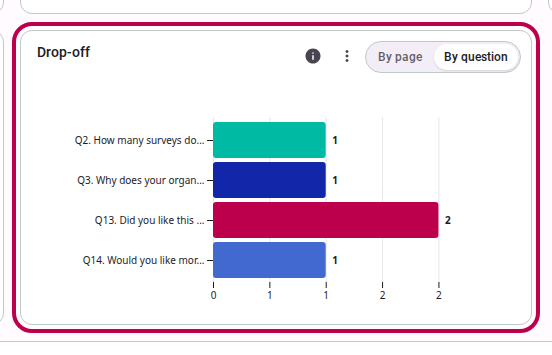 Drop-off
By page
By question
Q2. How many surveys do...
1
Q3. Why does your organ...
1
Q13. Did you like this ...
2
Q14. Would you like mor...
1
0 1 1 2 2